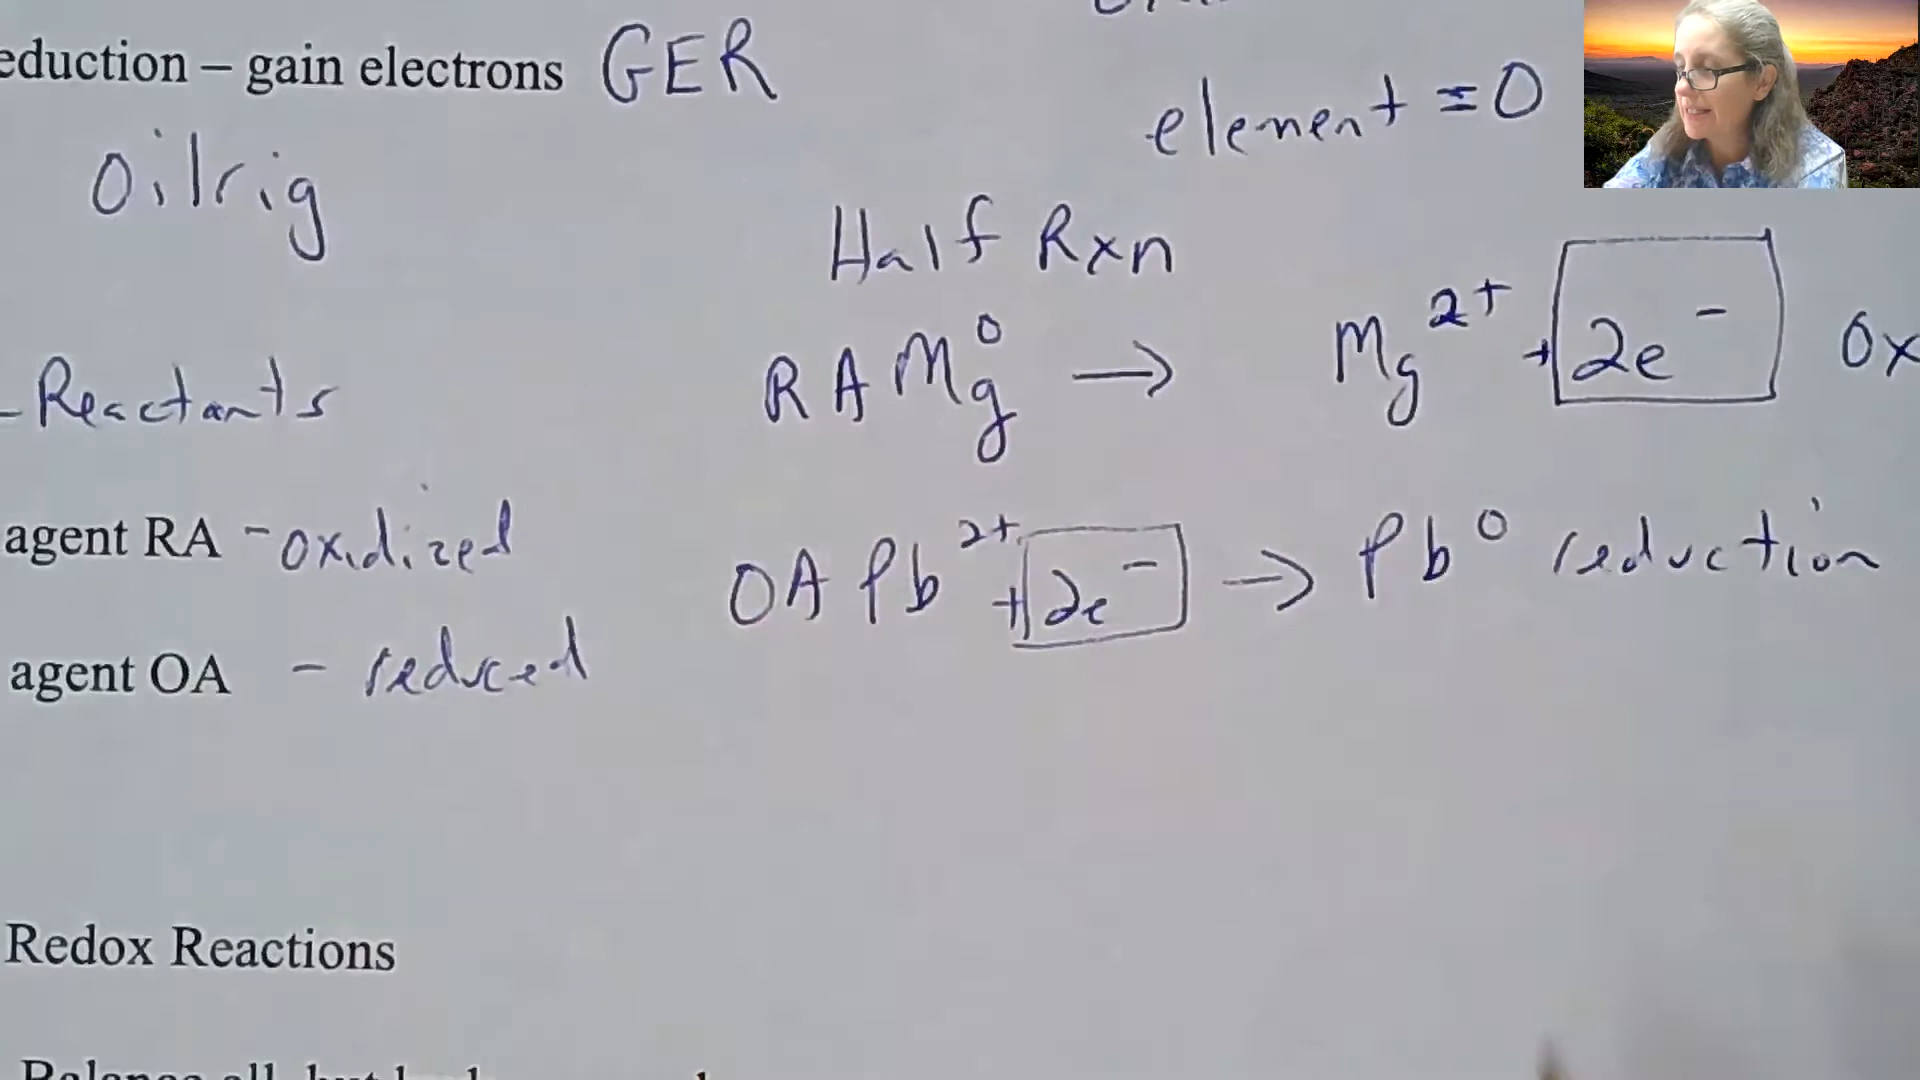 eduction – gain electrons GER
element = 0
Oilrig
Half Rxn
RA Mg⁰ → Mg²⁺ + 2e⁻ Ox
- Reactants
agent RA - oxidized
OA Pb²⁺ + 2e⁻ → Pb⁰ reduction
agent OA - reduced
Redox Reactions